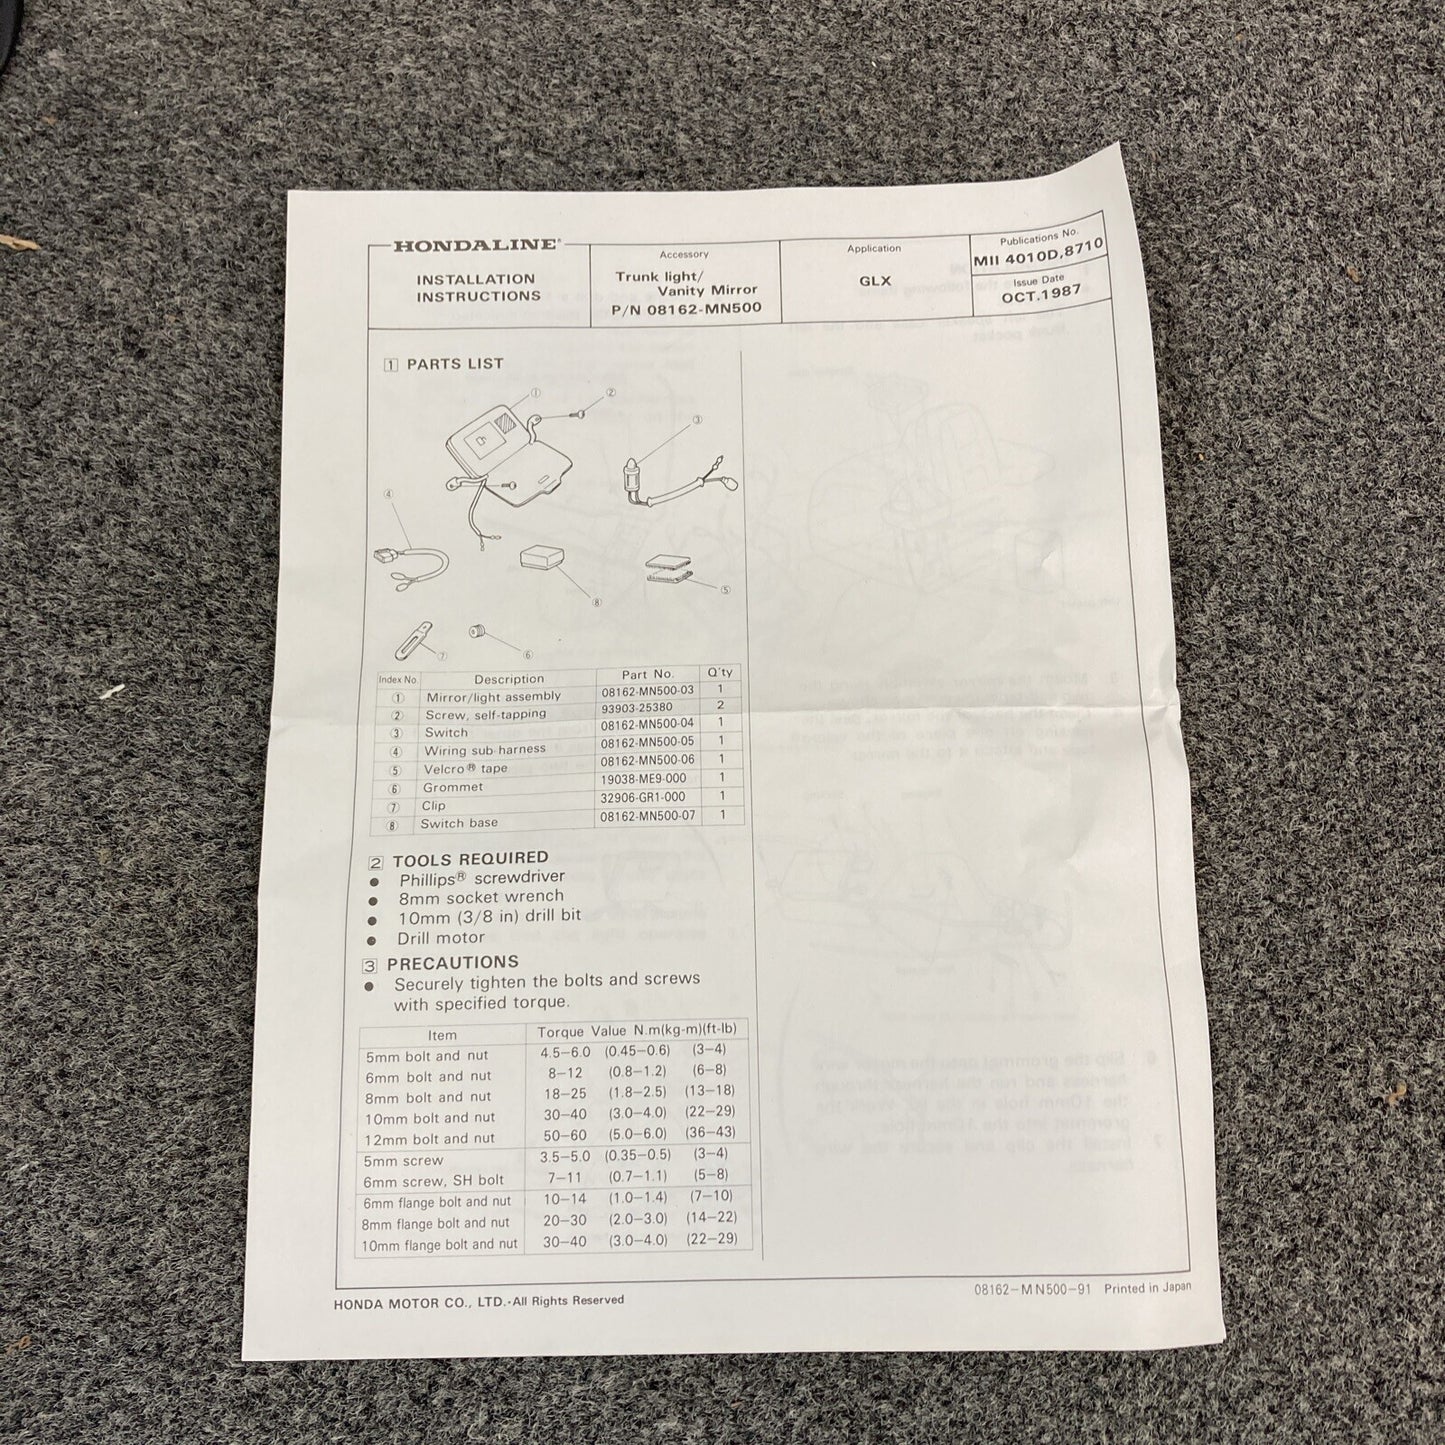 HONDALINE®
INSTALLATION
INSTRUCTIONS
Accessory
Trunk light/
Vanity Mirror
P/N 08162-MN500
Application
GLX
Publications No.
MII 4010D,8710
Issue Date
OCT.1987
1 PARTS LIST
①
②
③
④
⑧
⑤
⑦
⑥
Index No. Description Part No. Q'ty
① Mirror/light assembly 08162-MN500-03 1
② Screw, self-tapping 93903-25380 2
③ Switch 08162-MN500-04 1
④ Wiring sub harness 08162-MN500-05 1
⑤ Velcro® tape 08162-MN500-06 1
⑥ Grommet 19038-ME9-000 1
⑦ Clip 32906-GR1-000 1
⑧ Switch base 08162-MN500-07 1
2 TOOLS REQUIRED
● Phillips® screwdriver
● 8mm socket wrench
● 10mm (3/8 in) drill bit
● Drill motor
3 PRECAUTIONS
● Securely tighten the bolts and screws
with specified torque.
Item Torque Value N.m(kg-m)(ft-lb)
5mm bolt and nut 4.5–6.0 (0.45–0.6) (3–4)
6mm bolt and nut 8–12 (0.8–1.2) (6–8)
8mm bolt and nut 18–25 (1.8–2.5) (13–18)
10mm bolt and nut 30–40 (3.0–4.0) (22–29)
12mm bolt and nut 50–60 (5.0–6.0) (36–43)
5mm screw 3.5–5.0 (0.35–0.5) (3–4)
6mm screw, SH bolt 7–11 (0.7–1.1) (5–8)
6mm flange bolt and nut 10–14 (1.0–1.4) (7–10)
8mm flange bolt and nut 20–30 (2.0–3.0) (14–22)
10mm flange bolt and nut 30–40 (3.0–4.0) (22–29)
HONDA MOTOR CO., LTD.-All Rights Reserved
08162–MN500–91 Printed in Japan